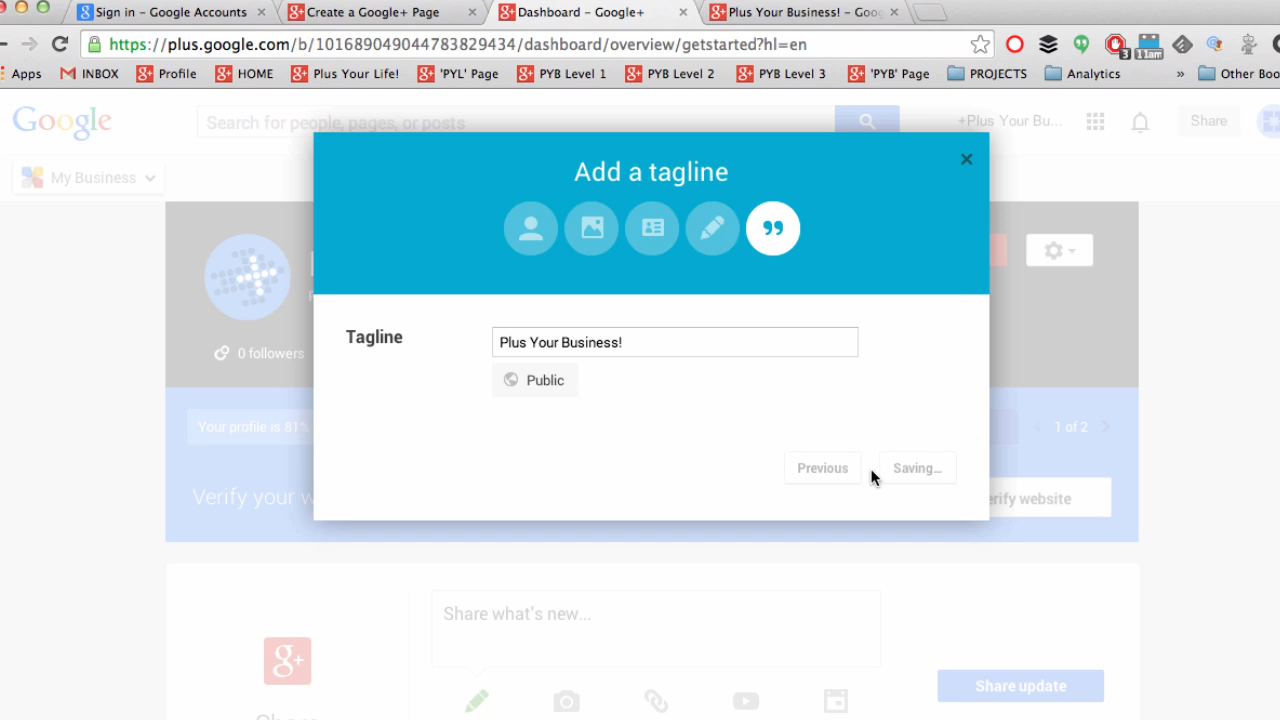 Sign in – Google Accounts
Create a Google+ Page
Dashboard – Google+
Plus Your Business! – Goog
https://plus.google.com/b/101689049044783829434/dashboard/overview/getstarted?hl=en
3
11am
Apps
INBOX
Profile
HOME
Plus Your Life!
'PYL' Page
PYB Level 1
PYB Level 2
PYB Level 3
'PYB' Page
PROJECTS
Analytics
»
Other Boo
Google
Search for people, pages, or posts
+Plus Your Bu...
Share
My Business
Add a tagline
0 followers
Tagline
Plus Your Business!
Public
Your profile is 81%
1 of 2
Previous
Saving...
Verify your w
erify website
Share what's new...
g+
Share update